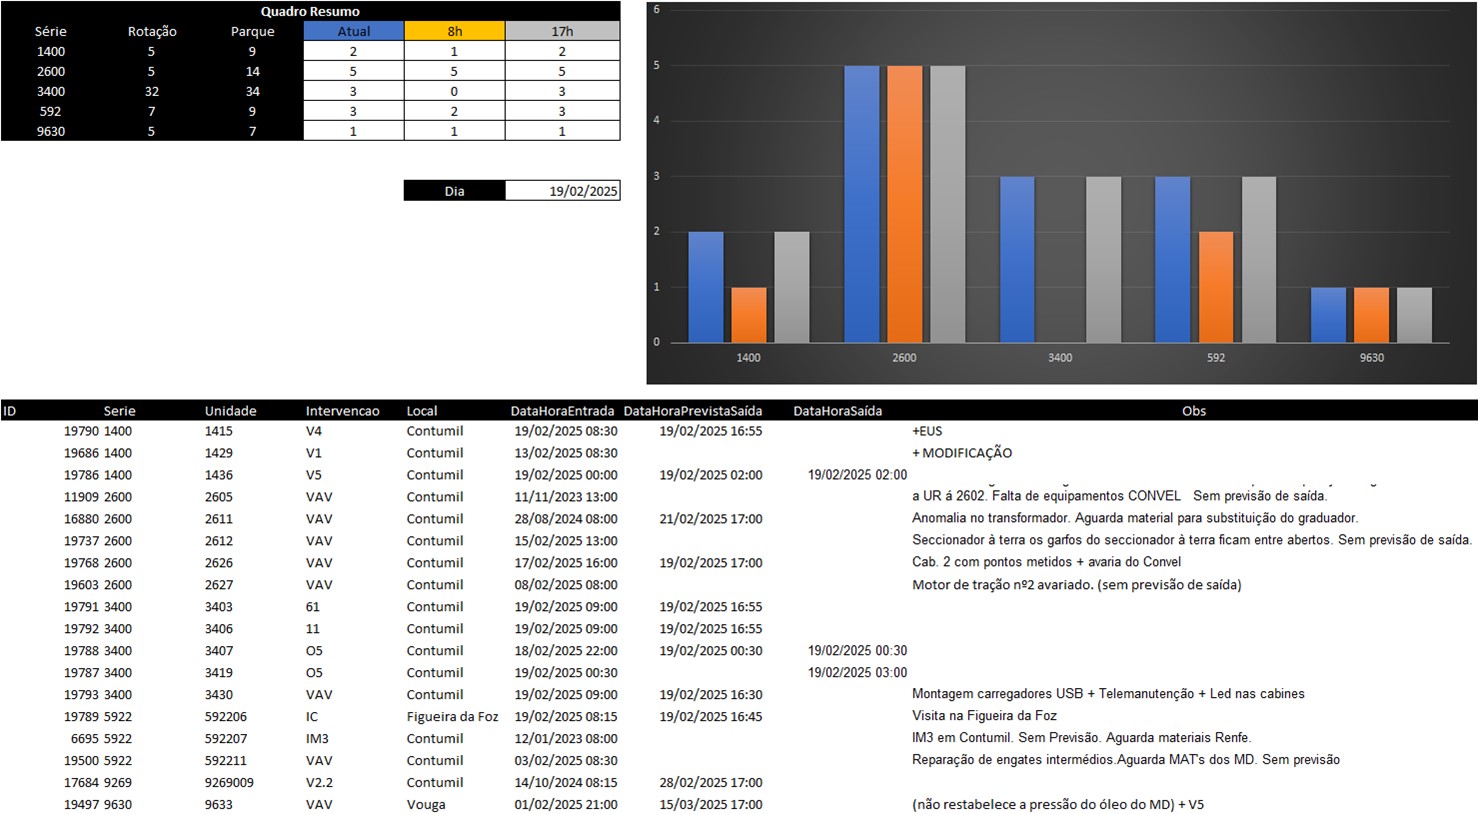 Quadro Resumo
Série Rotação Parque Atual 8h 17h
1400 5 9 2 1 2
2600 5 14 5 5 5
3400 32 34 3 0 3
592 7 9 3 2 3
9630 5 7 1 1 1
Dia 19/02/2025
6
5
4
3
2
1
0
1400 2600 3400 592 9630
ID Serie Unidade Intervencao Local DataHoraEntrada DataHoraPrevistaSaída DataHoraSaída Obs
19790 1400 1415 V4 Contumil 19/02/2025 08:30 19/02/2025 16:55 +EUS
19686 1400 1429 V1 Contumil 13/02/2025 08:30 + MODIFICAÇÃO
19786 1400 1436 V5 Contumil 19/02/2025 00:00 19/02/2025 02:00 19/02/2025 02:00
11909 2600 2605 VAV Contumil 11/11/2023 13:00 a UR á 2602. Falta de equipamentos CONVEL Sem previsão de saída.
16880 2600 2611 VAV Contumil 28/08/2024 08:00 21/02/2025 17:00 Anomalia no transformador. Aguarda material para substituição do graduador.
19737 2600 2612 VAV Contumil 15/02/2025 13:00 Seccionador à terra os garfos do seccionador à terra ficam entre abertos. Sem previsão de saída.
19768 2600 2626 VAV Contumil 17/02/2025 16:00 19/02/2025 17:00 Cab. 2 com pontos metidos + avaria do Convel
19603 2600 2627 VAV Contumil 08/02/2025 08:00 Motor de tração nº2 avariado. (sem previsão de saída)
19791 3400 3403 61 Contumil 19/02/2025 09:00 19/02/2025 16:55
19792 3400 3406 11 Contumil 19/02/2025 09:00 19/02/2025 16:55
19788 3400 3407 O5 Contumil 18/02/2025 22:00 19/02/2025 00:30 19/02/2025 00:30
19787 3400 3419 O5 Contumil 19/02/2025 00:30 19/02/2025 03:00
19793 3400 3430 VAV Contumil 19/02/2025 09:00 19/02/2025 16:30 Montagem carregadores USB + Telemanutenção + Led nas cabines
19789 5922 592206 IC Figueira da Foz 19/02/2025 08:15 19/02/2025 16:45 Visita na Figueira da Foz
6695 5922 592207 IM3 Contumil 12/01/2023 08:00 IM3 em Contumil. Sem Previsão. Aguarda materiais Renfe.
19500 5922 592211 VAV Contumil 03/02/2025 08:30 Reparação de engates intermédios.Aguarda MAT's dos MD. Sem previsão
17684 9269 9269009 V2.2 Contumil 14/10/2024 08:15 28/02/2025 17:00
19497 9630 9633 VAV Vouga 01/02/2025 21:00 15/03/2025 17:00 (não restabelece a pressão do óleo do MD) + V5